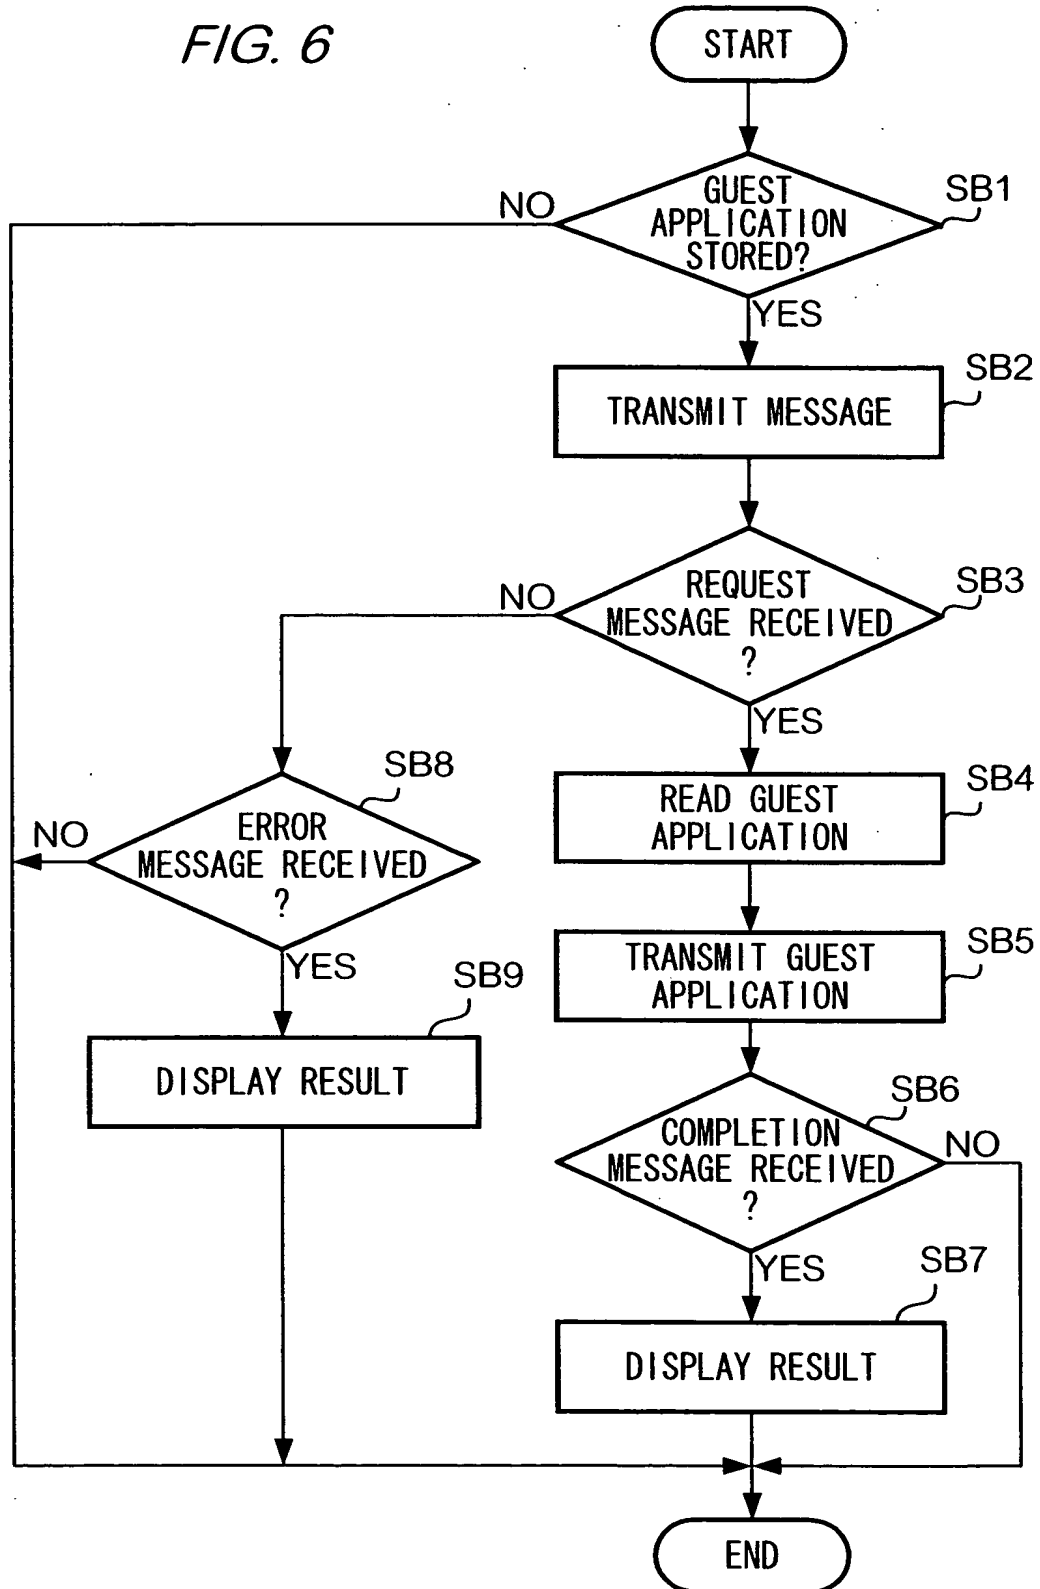 FIG. 6
START
GUEST
APPLICATION
STORED?
SB1
NO
YES
TRANSMIT MESSAGE
SB2
REQUEST
MESSAGE RECEIVED
?
SB3
NO
YES
READ GUEST
APPLICATION
SB4
ERROR
MESSAGE RECEIVED
?
SB8
NO
YES
TRANSMIT GUEST
APPLICATION
SB5
DISPLAY RESULT
SB9
COMPLETION
MESSAGE RECEIVED
?
SB6
NO
YES
DISPLAY RESULT
SB7
END